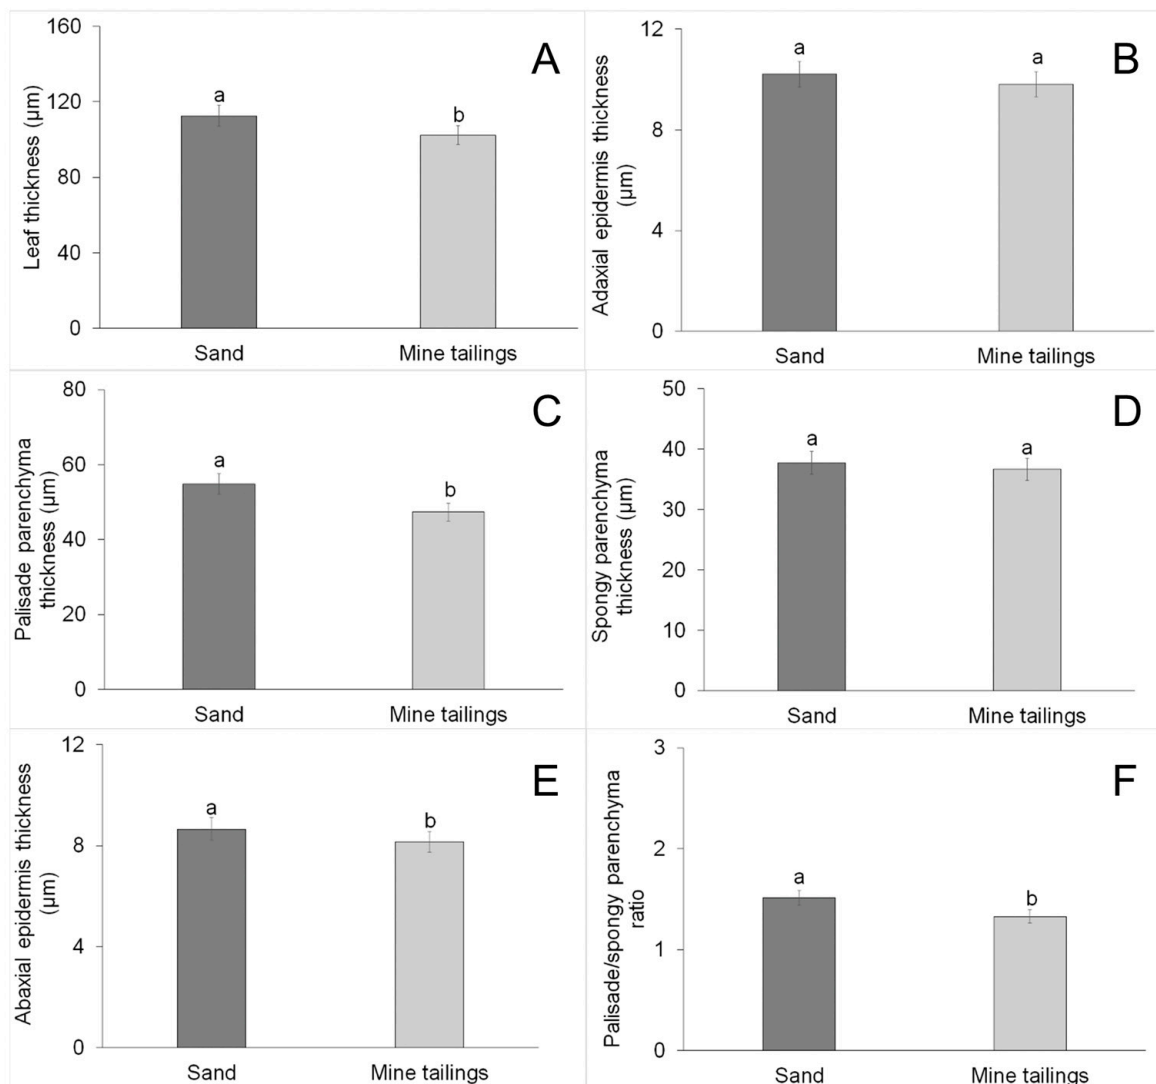 A
Leaf thickness (µm)
160
120
80
40
0
a
b
Sand
Mine tailings
B
Adaxial epidermis thickness
(µm)
12
8
4
0
a
a
Sand
Mine tailings
C
Palisade parenchyma
thickness (µm)
80
60
40
20
0
a
b
Sand
Mine tailings
D
Spongy parenchyma
thickness (µm)
50
40
30
20
10
0
a
a
Sand
Mine tailings
E
Abaxial epidermis thickness
(µm)
12
8
4
0
a
b
Sand
Mine tailings
F
Palisade/spongy parenchyma
ratio
3
2
1
0
a
b
Sand
Mine tailings